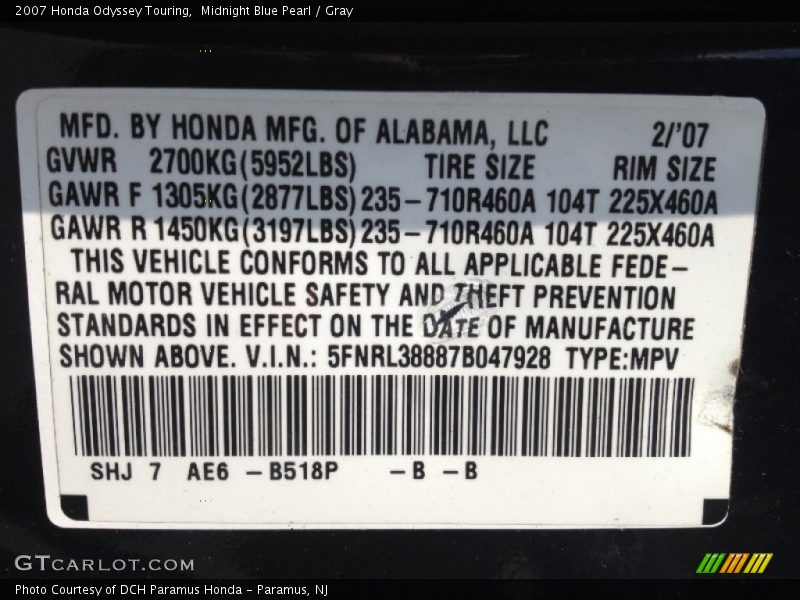 2007 Honda Odyssey Touring,  Midnight Blue Pearl / Gray
MFD. BY HONDA MFG. OF ALABAMA, LLC 2/'07
GVWR 2700KG(5952LBS) TIRE SIZE RIM SIZE
GAWR F 1305KG(2877LBS) 235-710R460A 104T 225X460A
GAWR R 1450KG(3197LBS) 235-710R460A 104T 225X460A
THIS VEHICLE CONFORMS TO ALL APPLICABLE FEDE-
RAL MOTOR VEHICLE SAFETY AND THEFT PREVENTION
STANDARDS IN EFFECT ON THE DATE OF MANUFACTURE
SHOWN ABOVE. V.I.N.: 5FNRL38887B047928 TYPE:MPV
SHJ 7 AE6 -B518P -B -B
GTCARLOT.COM
Photo Courtesy of DCH Paramus Honda - Paramus, NJ